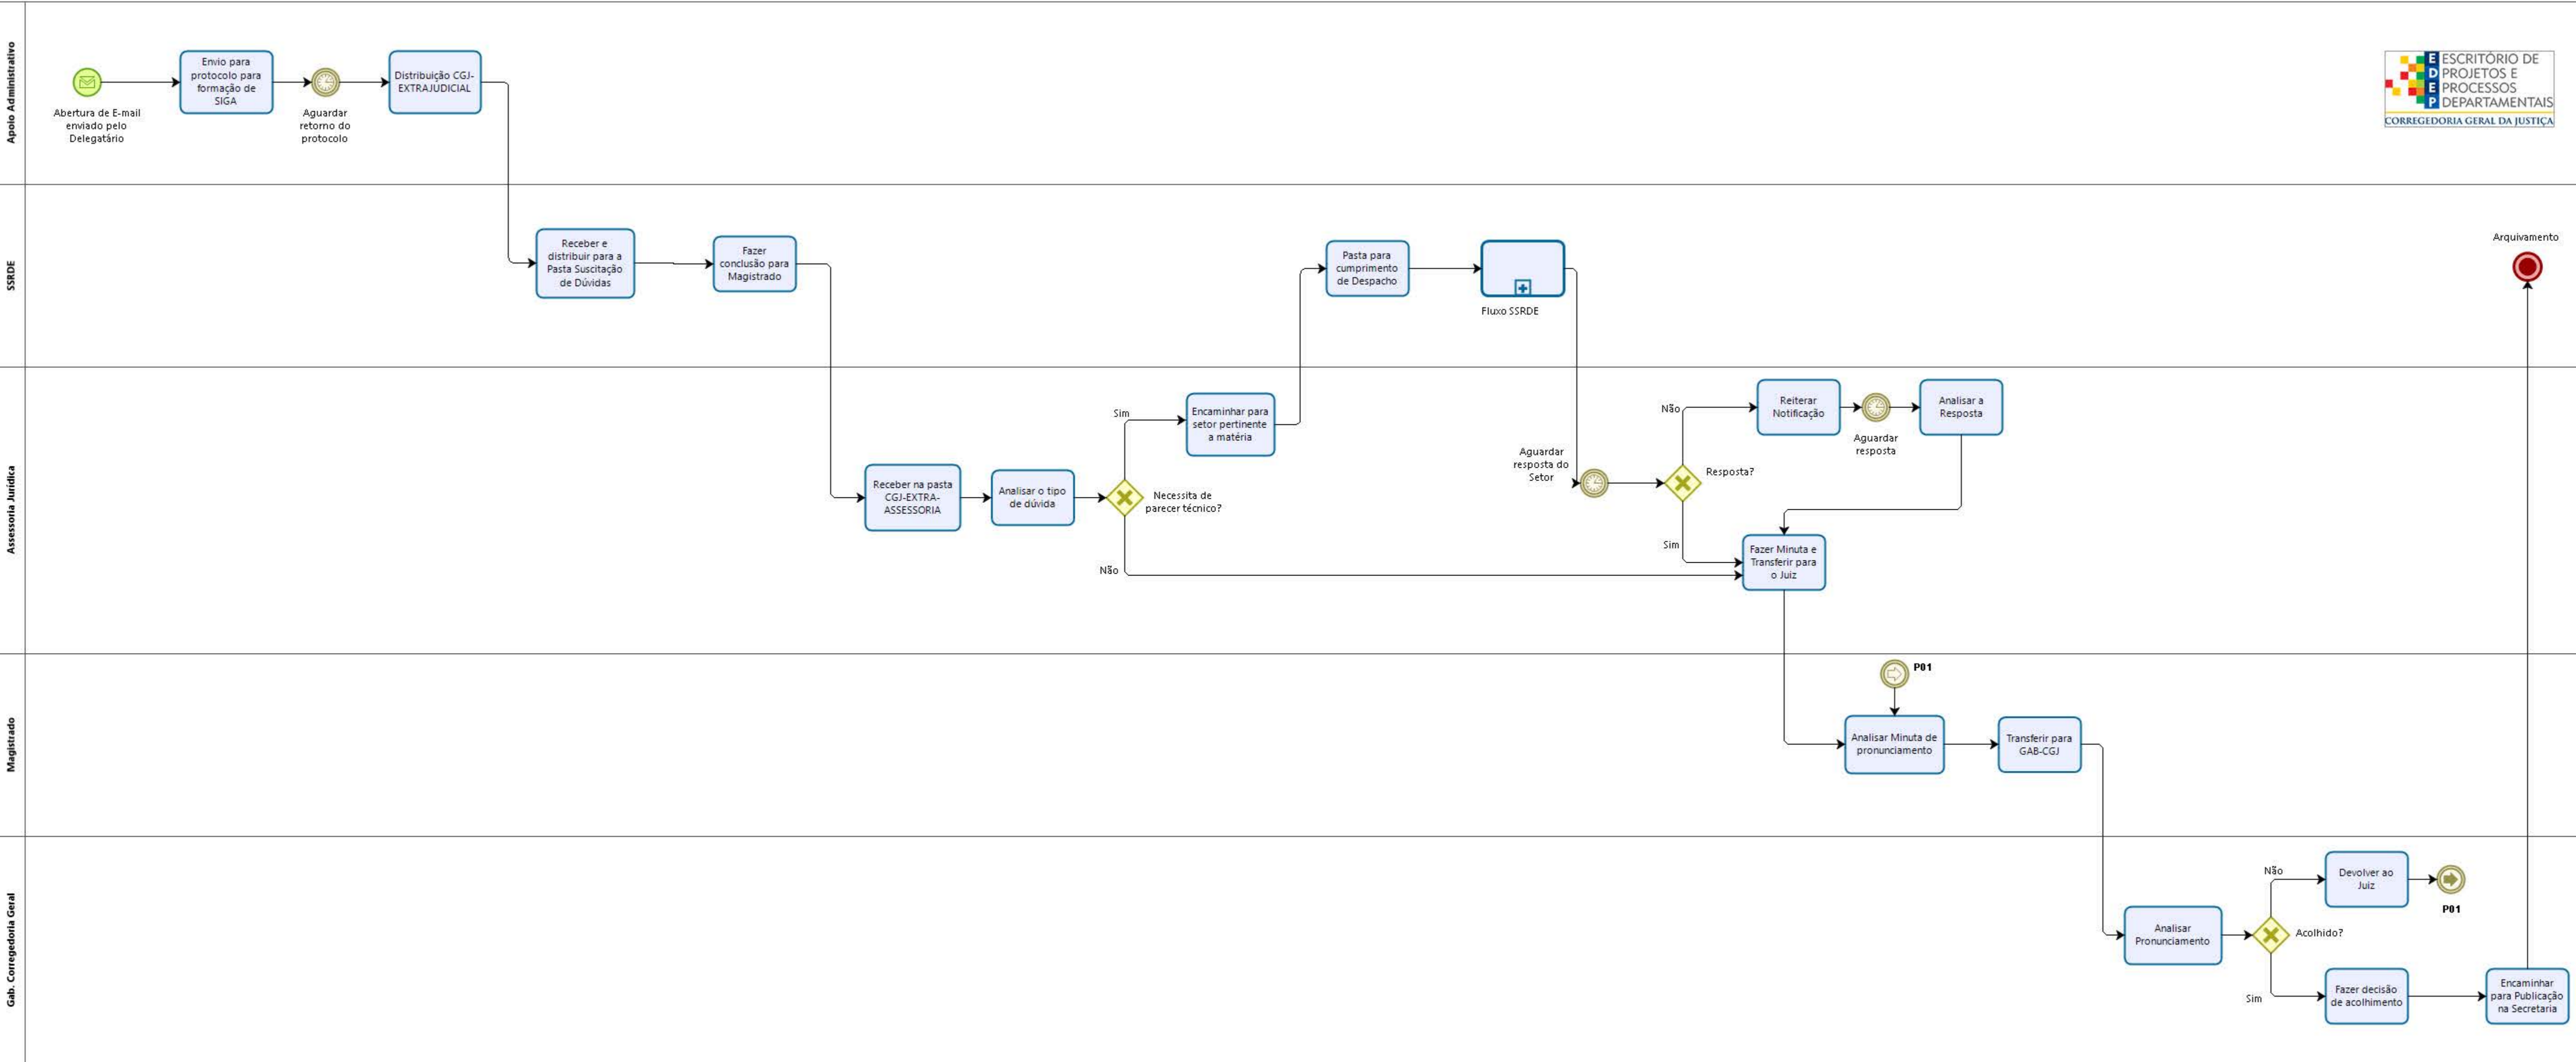 Apoio Administrativo
Abertura de E-mail
enviado pelo
Delegatário
Envio para
protocolo para
formação de
SIGA
Aguardar
retorno do
protocolo
Distribuição CGJ-
EXTRAJUDICIAL
E ESCRITÓRIO DE
D PROJETOS E
E PROCESSOS
P DEPARTAMENTAIS
CORREGEDORIA GERAL DA JUSTIÇA
SSRDE
Receber e
distribuir para a
Pasta Suscitação
de Dúvidas
Fazer
conclusão para
Magistrado
Pasta para
cumprimento
de Despacho
Fluxo SSRDE
Arquivamento
Assessoria Jurídica
Receber na pasta
CGJ-EXTRA-
ASSESSORIA
Analisar o tipo
de dúvida
Necessita de
parecer técnico?
Sim
Não
Encaminhar para
setor pertinente
a matéria
Aguardar
resposta do
Setor
Resposta?
Não
Sim
Reiterar
Notificação
Aguardar
resposta
Analisar a
Resposta
Fazer Minuta e
Transferir para
o Juiz
Magistrado
P01
Analisar Minuta de
pronunciamento
Transferir para
GAB-CGJ
Gab. Corregedoria Geral
Analisar
Pronunciamento
Acolhido?
Não
Sim
Devolver ao
Juiz
P01
Fazer decisão
de acolhimento
Encaminhar
para Publicação
na Secretaria